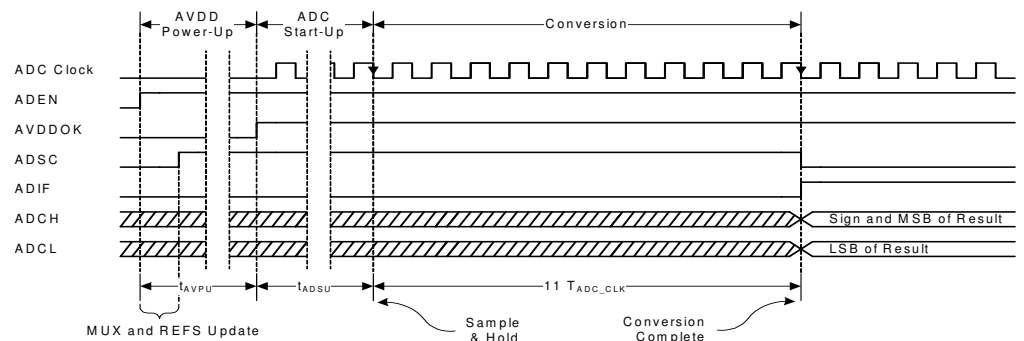 AVDD
Power-Up
ADC
Start-Up
Conversion
ADC Clock
ADEN
AVDDOK
ADSC
ADIF
ADCH
Sign and MSB of Result
ADCL
LSB of Result
tAVPU
tADSU
11 TADC_CLK
MUX and REFS Update
Sample
& Hold
Conversion
Complete